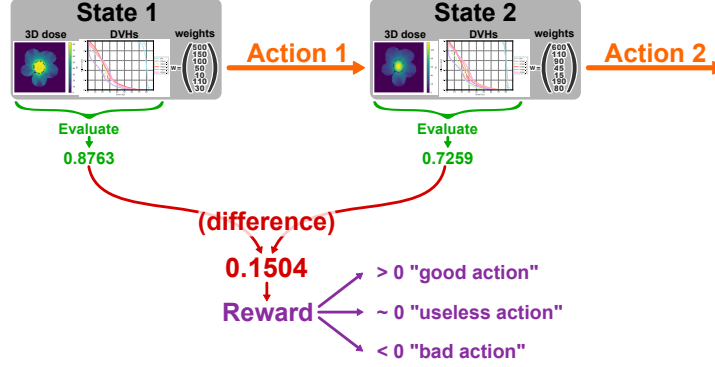 State 1
State 2
3D dose
DVHs
weights
3D dose
DVHs
weights
w =
500
150
100
50
10
110
30
Action 1
w =
600
110
90
45
15
190
80
Action 2
Evaluate
Evaluate
0.8763
0.7259
(difference)
0.1504
Reward
> 0 "good action"
~ 0 "useless action"
< 0 "bad action"